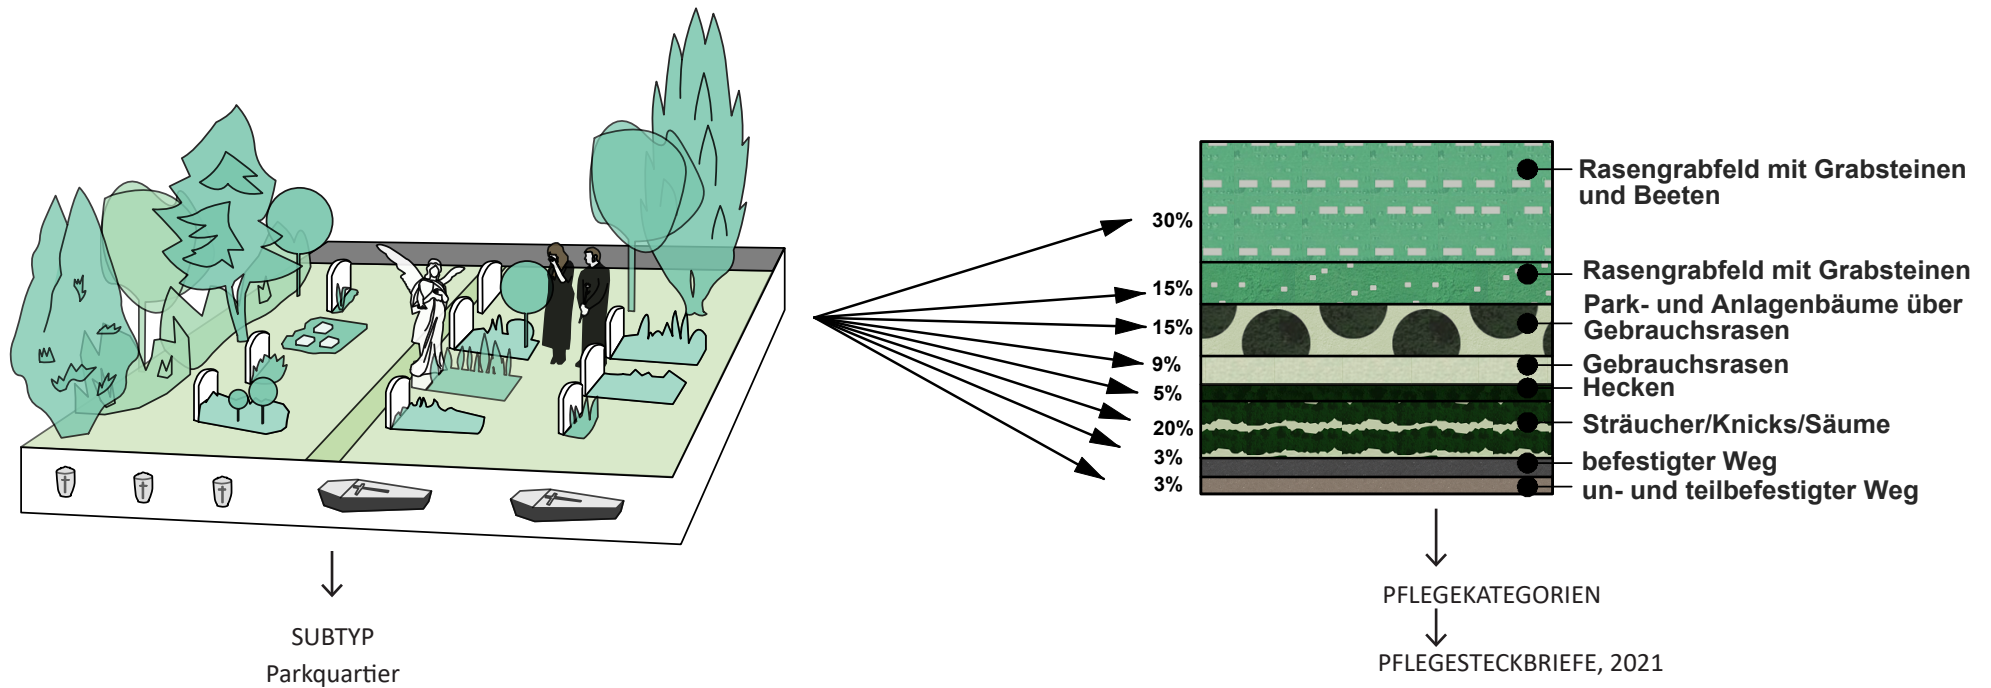 30%
15%
15%
9%
5%
20%
3%
3%
Rasengrabfeld mit Grabsteinen
und Beeten
Rasengrabfeld mit Grabsteinen
Park- und Anlagenbäume über
Gebrauchsrasen
Gebrauchsrasen
Hecken
Sträucher/Knicks/Säume
befestigter Weg
un- und teilbefestigter Weg
SUBTYP
Parkquartier
PFLEGEKATEGORIEN
PFLEGESTECKBRIEFE, 2021